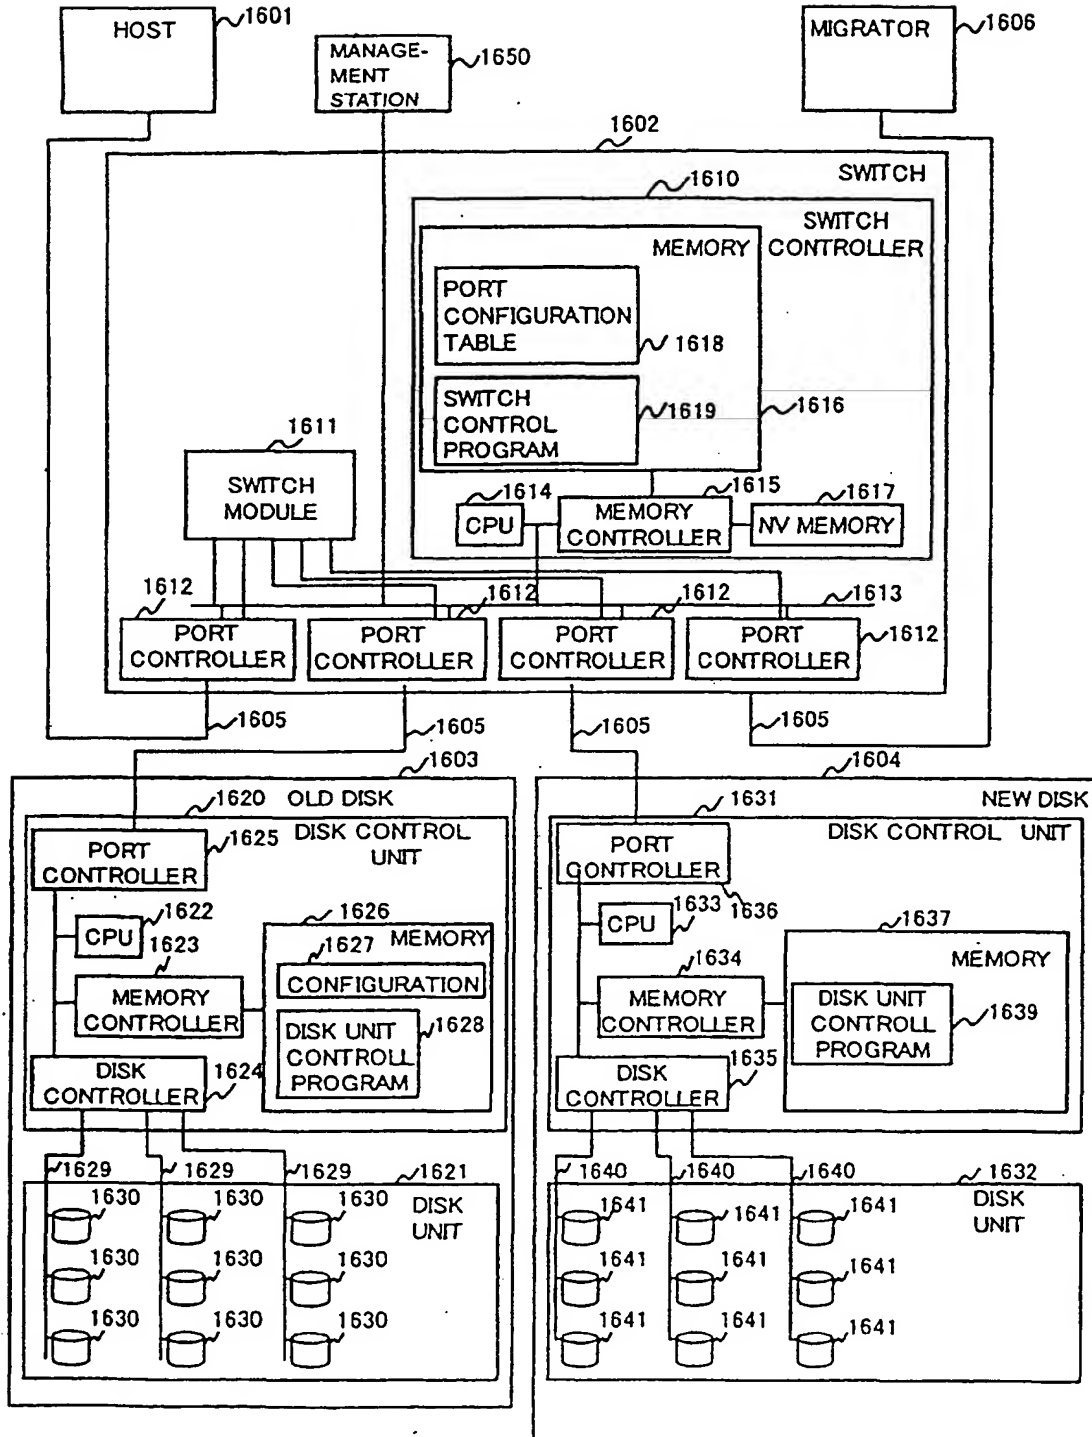 HOST
1601
MANAGE-
MENT
STATION
1650
MIGRATOR
1606
1602
SWITCH
1610
SWITCH
CONTROLLER
MEMORY
PORT
CONFIGURATION
TABLE
1618
SWITCH
CONTROL
PROGRAM
1619
1616
1611
SWITCH
MODULE
1614
CPU
1615
MEMORY
CONTROLLER
1617
NV MEMORY
1612
1612
1612
1613
PORT
CONTROLLER
PORT
CONTROLLER
PORT
CONTROLLER
PORT
CONTROLLER
1612
1605
1605
1605
1605
1603
OLD DISK
1620
DISK CONTROL
UNIT
PORT
CONTROLLER
1625
1622
CPU
1623
MEMORY
CONTROLLER
1626
MEMORY
1627
CONFIGURATION
DISK UNIT
CONTROLL
PROGRAM
1628
DISK
CONTROLLER
1624
1629
1629
1629
1621
DISK
UNIT
1630
1630
1630
1630
1630
1630
1630
1630
1630
1604
NEW DISK
1631
DISK CONTROL UNIT
PORT
CONTROLLER
1636
1633
CPU
1634
MEMORY
CONTROLLER
1637
MEMORY
DISK UNIT
CONTROLL
PROGRAM
1639
1635
DISK
CONTROLLER
1640
1640
1640
1632
DISK
UNIT
1641
1641
1641
1641
1641
1641
1641
1641
1641